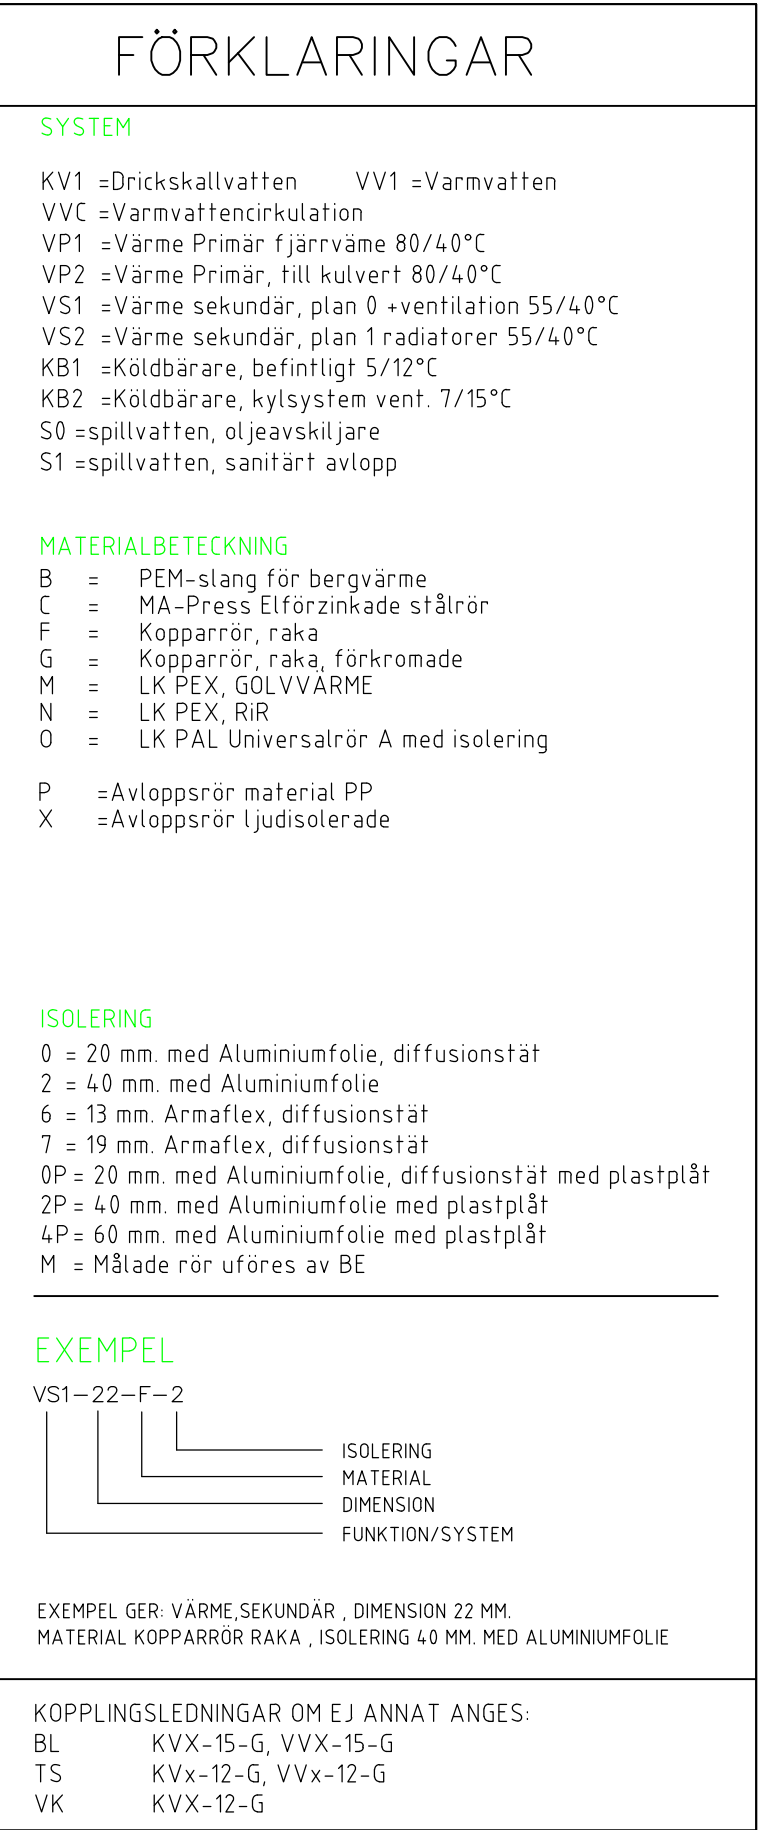 FÖRKLARINGAR
SYSTEM
KV1 =Drickskallvatten VV1 =Varmvatten
VVC =Varmvattencirkulation
VP1 =Värme Primär fjärrväme 80/40°C
VP2 =Värme Primär, till kulvert 80/40°C
VS1 =Värme sekundär, plan 0 +ventilation 55/40°C
VS2 =Värme sekundär, plan 1 radiatorer 55/40°C
KB1 =Köldbärare, befintligt 5/12°C
KB2 =Köldbärare, kylsystem vent. 7/15°C
S0 =spillvatten, oljeavskiljare
S1 =spillvatten, sanitärt avlopp
MATERIALBETECKNING
B = PEM-slang för bergvärme
C = MA-Press Elförzinkade stålrör
F = Kopparrör, raka
G = Kopparrör, raka, förkromade
M = LK PEX, GOLVVÄRME
N = LK PEX, RiR
O = LK PAL Universalrör A med isolering
P =Avloppsrör material PP
X =Avloppsrör ljudisolerade
ISOLERING
0 = 20 mm. med Aluminiumfolie, diffusionstät
2 = 40 mm. med Aluminiumfolie
6 = 13 mm. Armaflex, diffusionstät
7 = 19 mm. Armaflex, diffusionstät
0P = 20 mm. med Aluminiumfolie, diffusionstät med plastplåt
2P = 40 mm. med Aluminiumfolie med plastplåt
4P = 60 mm. med Aluminiumfolie med plastplåt
M = Målade rör uföres av BE
EXEMPEL
VS1-22-F-2
ISOLERING
MATERIAL
DIMENSION
FUNKTION/SYSTEM
EXEMPEL GER: VÄRME,SEKUNDÄR , DIMENSION 22 MM.
MATERIAL KOPPARRÖR RAKA , ISOLERING 40 MM. MED ALUMINIUMFOLIE
KOPPLINGSLEDNINGAR OM EJ ANNAT ANGES:
BL KVX-15-G, VVX-15-G
TS KVx-12-G, VVx-12-G
VK KVX-12-G